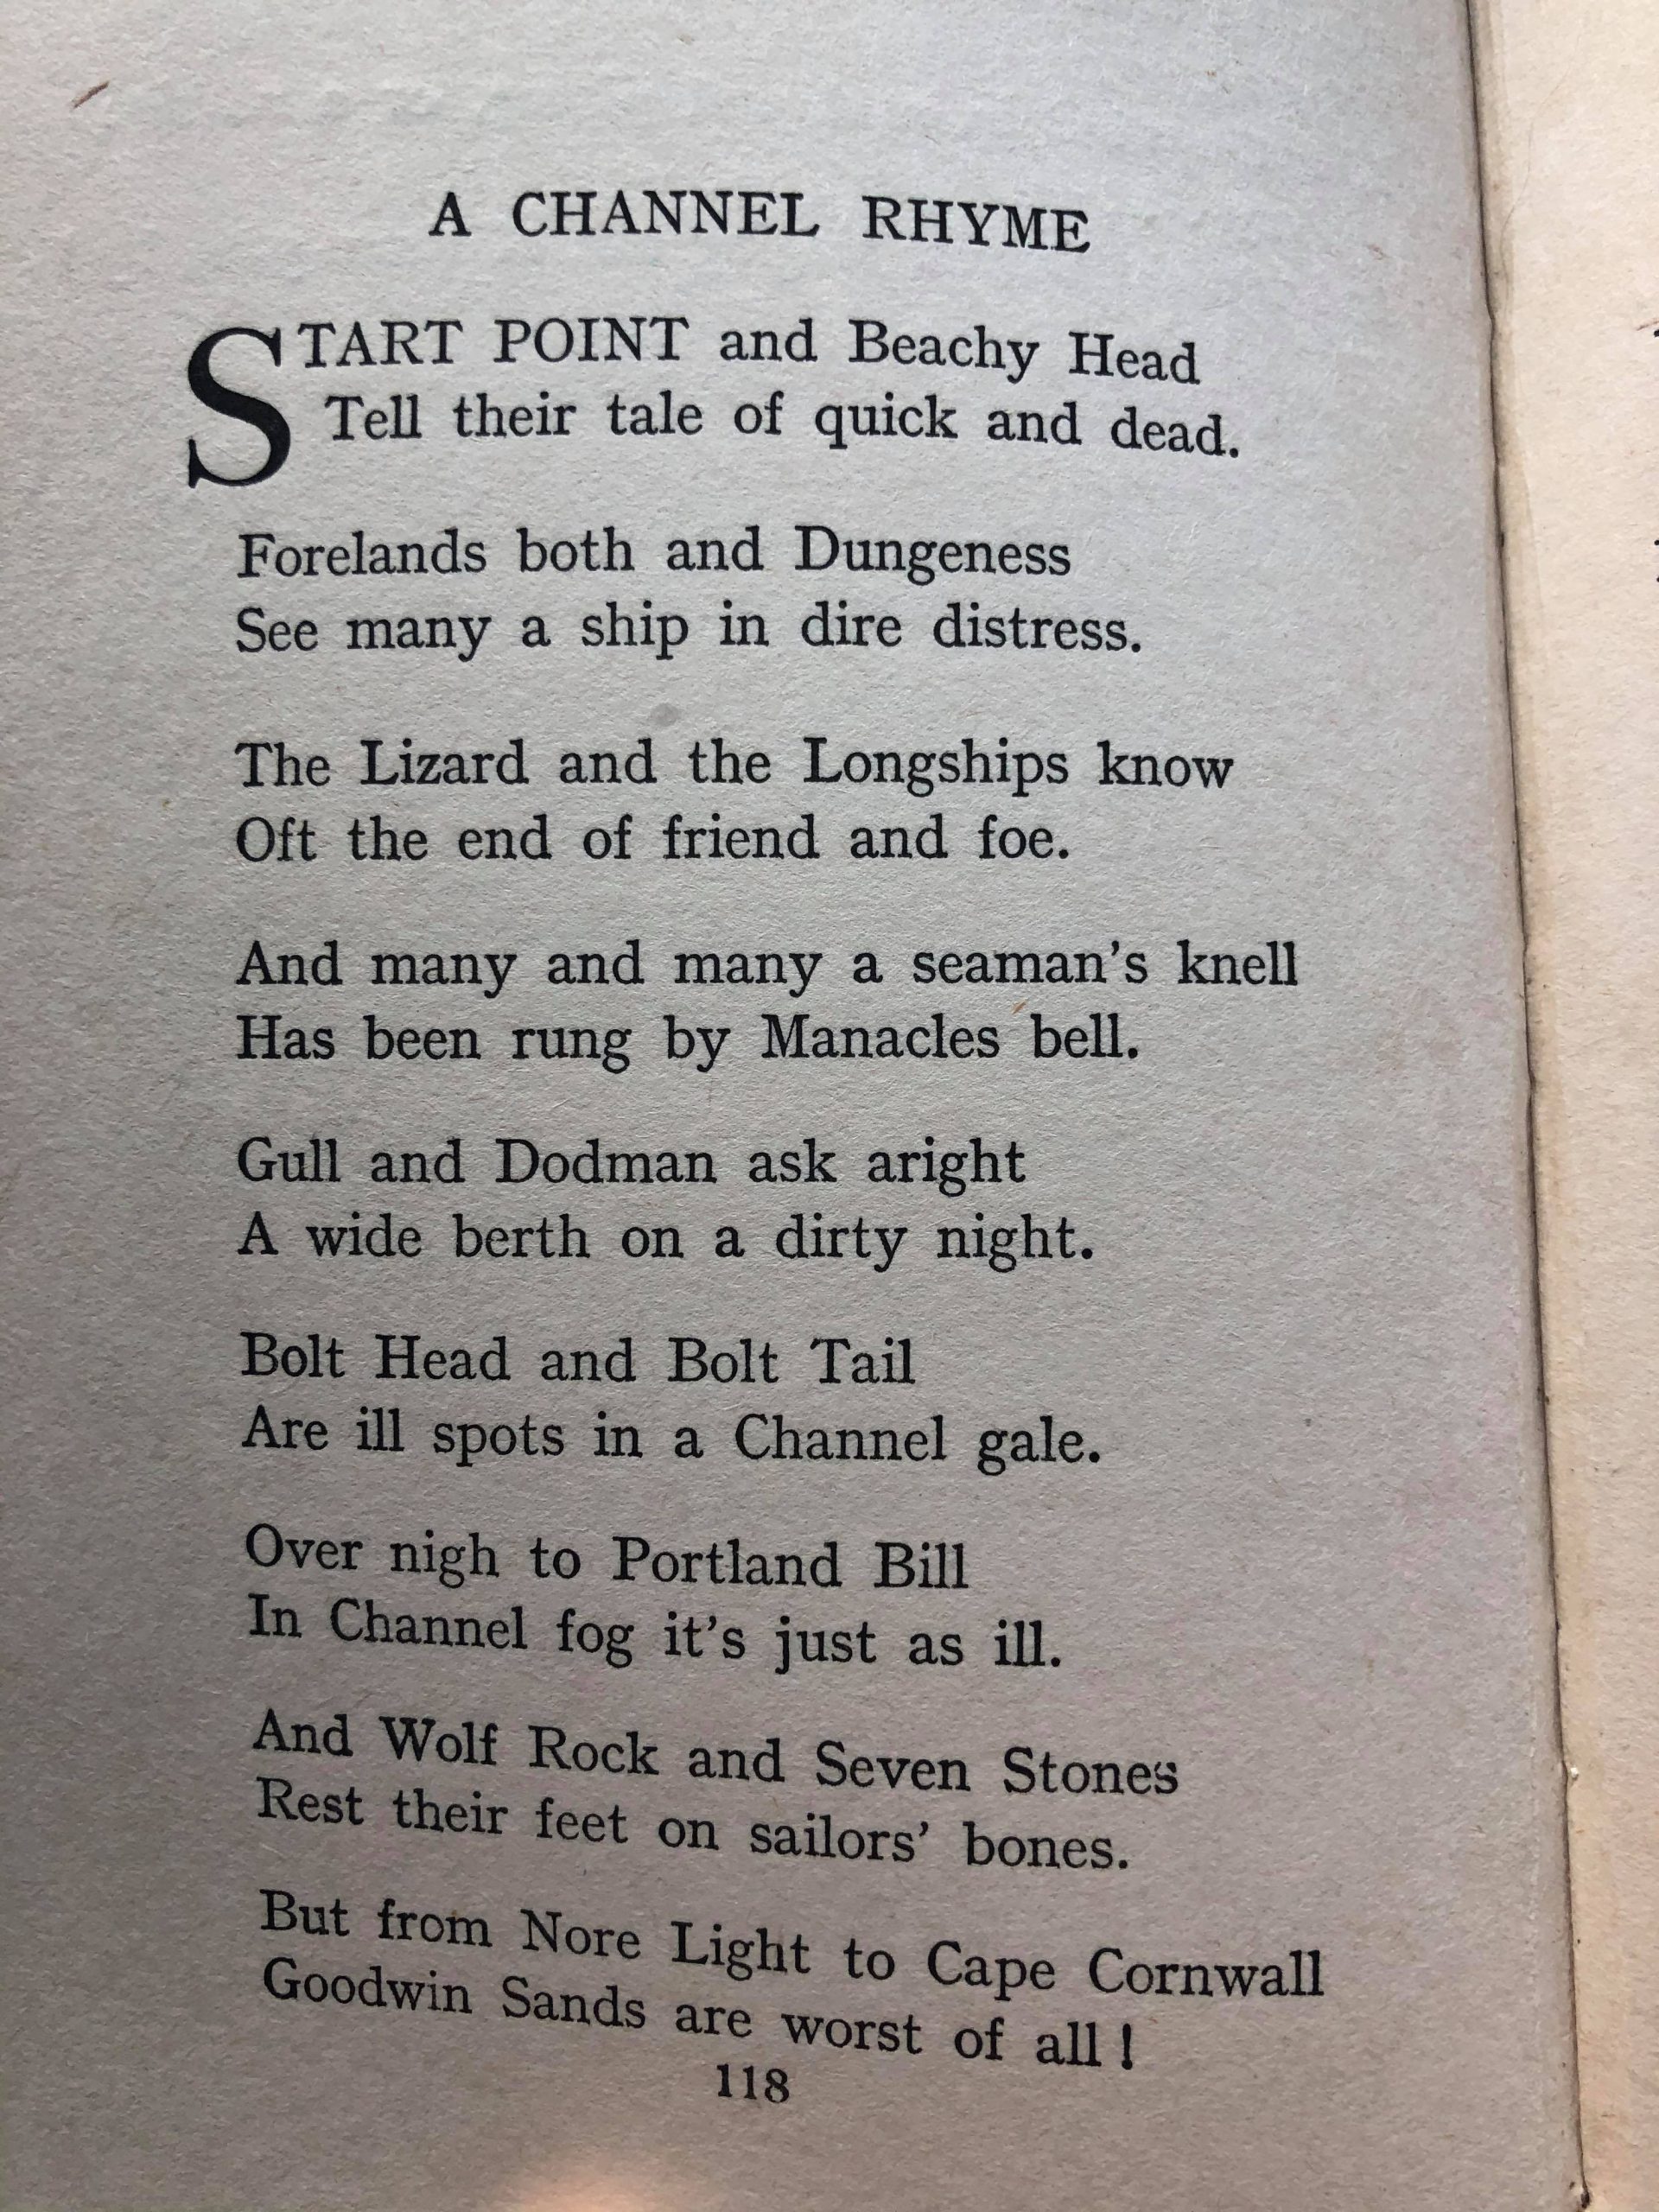 A CHANNEL RHYME
START POINT and Beachy Head
Tell their tale of quick and dead.
Forelands both and Dungeness
See many a ship in dire distress.
The Lizard and the Longships know
Oft the end of friend and foe.
And many and many a seaman's knell
Has been rung by Manacles bell.
Gull and Dodman ask aright
A wide berth on a dirty night.
Bolt Head and Bolt Tail
Are ill spots in a Channel gale.
Over nigh to Portland Bill
In Channel fog it's just as ill.
And Wolf Rock and Seven Stones
Rest their feet on sailors' bones.
But from Nore Light to Cape Cornwall
Goodwin Sands are worst of all !
118